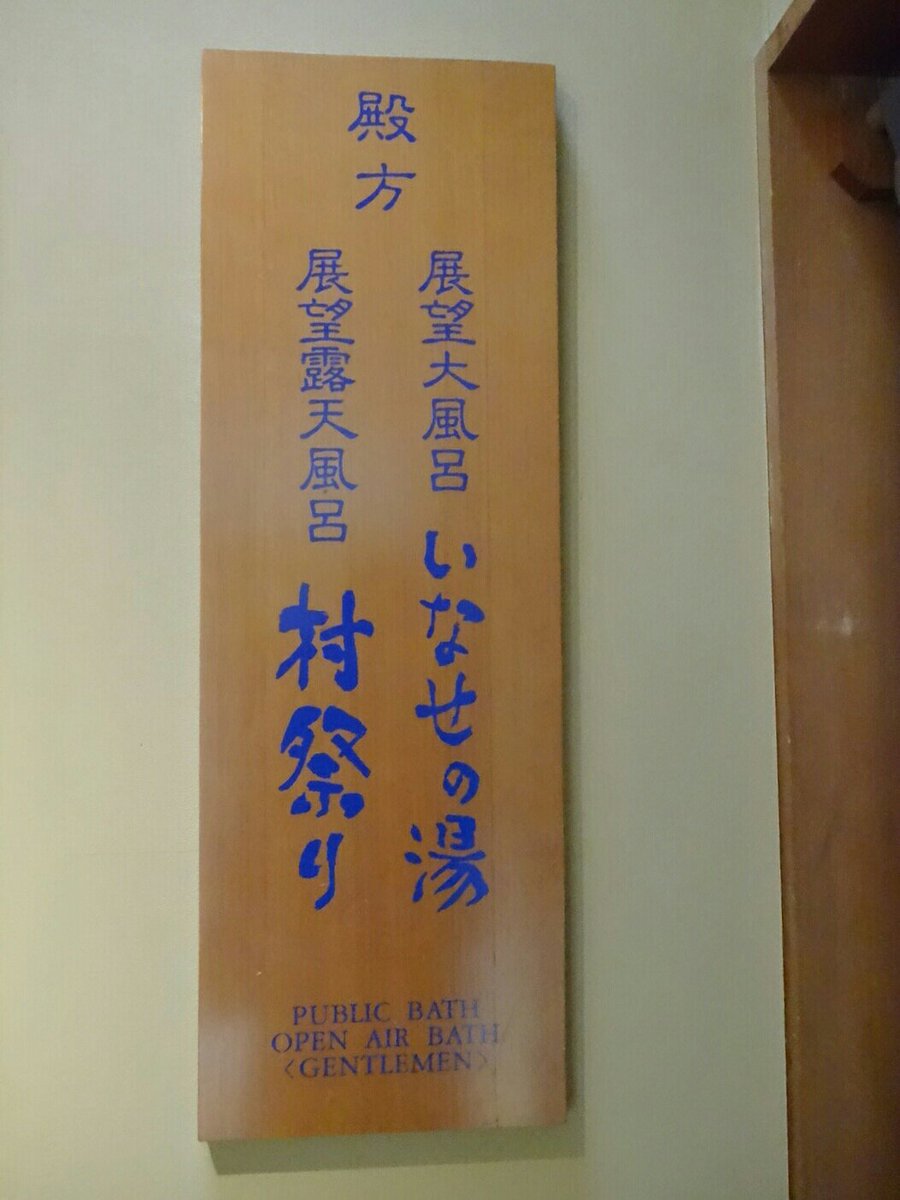 殿方
展望大風呂 いなせの湯
展望露天風呂 村祭り
PUBLIC BATH
OPEN AIR BATH
〈GENTLEMEN〉